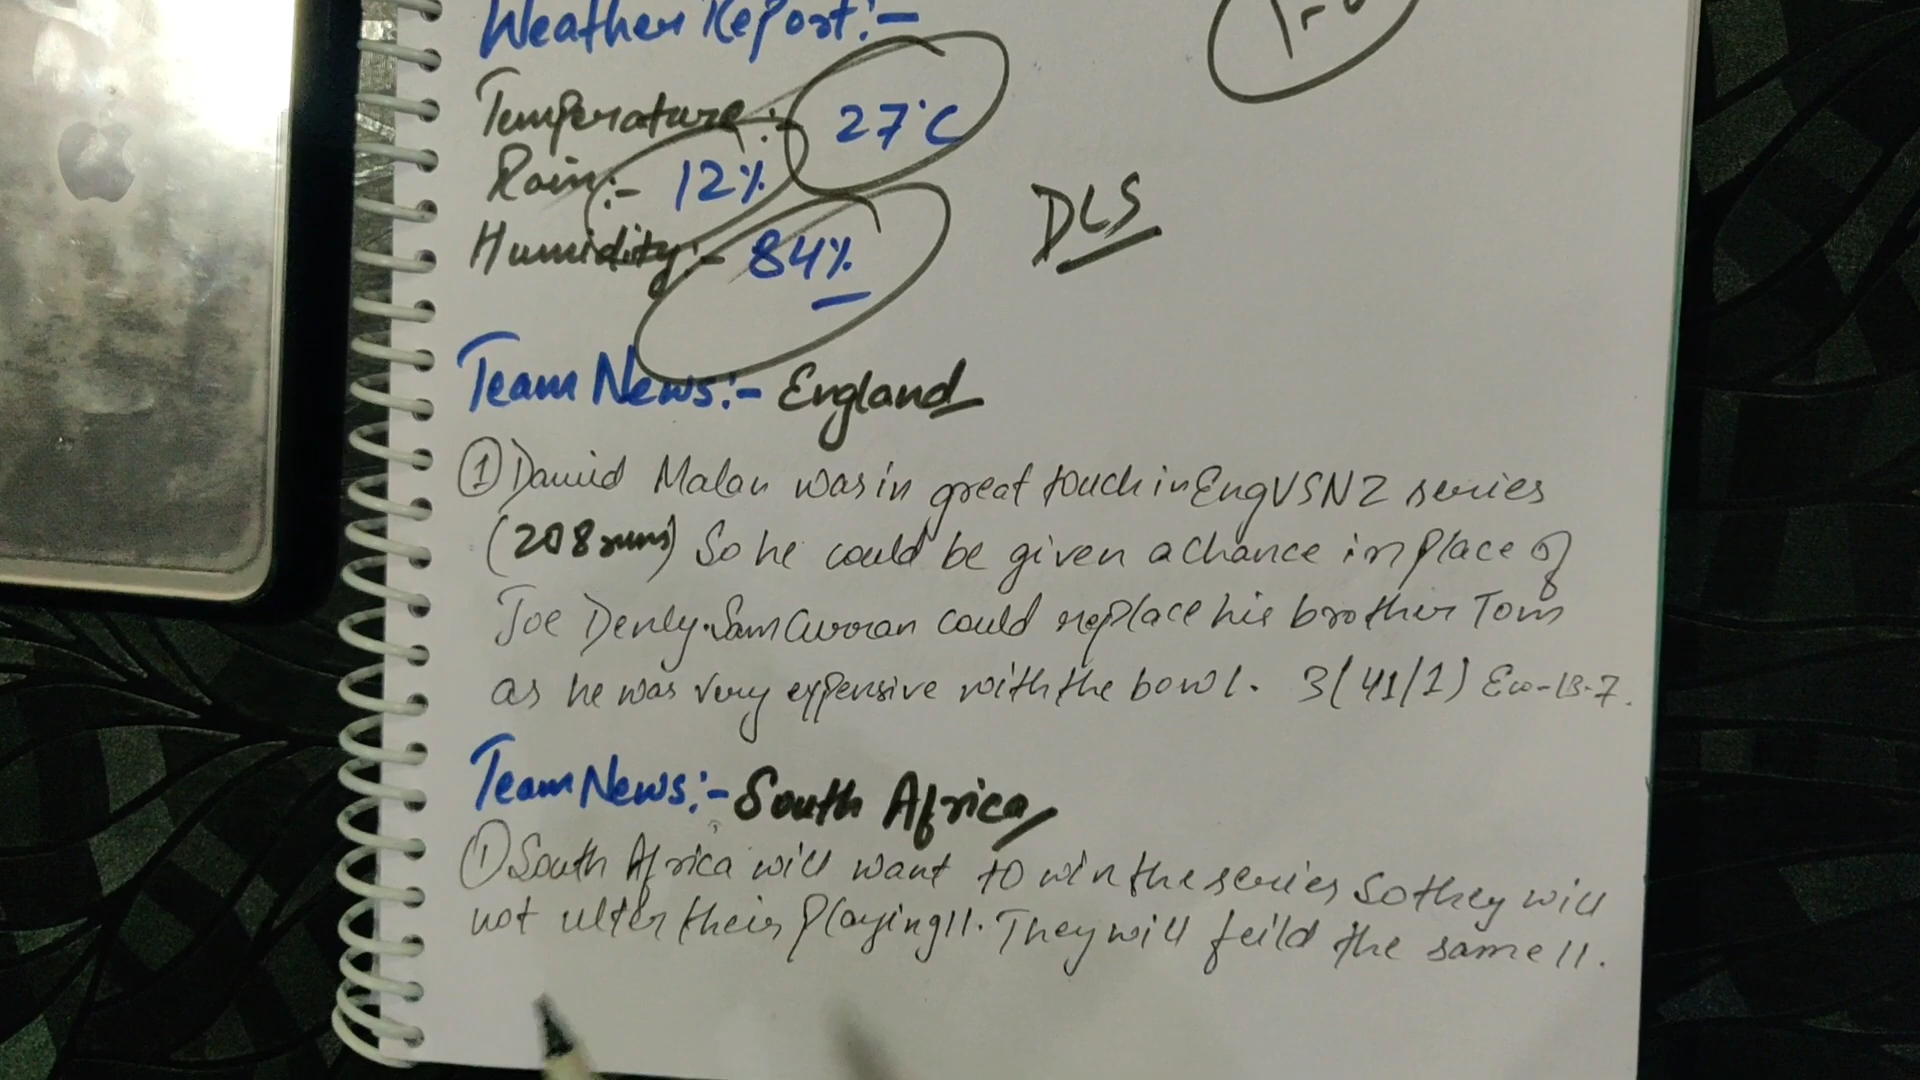 Weather Report:-
1-0
Temperature:- 27°C
Rain:- 12%
DLS
Humidity:- 84%
Team News:- England
① Dawid Malan was in great touch in Eng VS NZ series
(208 runs) So he could be given a chance in place of
Joe Denly. Sam Curran could replace his brother Tom
as he was very expensive with the bowl. 3(41/1) Eco-13.7.
Team News:- South Africa
① South Africa will want to win the series So they will
not ulter their playing 11. They will feild the same 11.